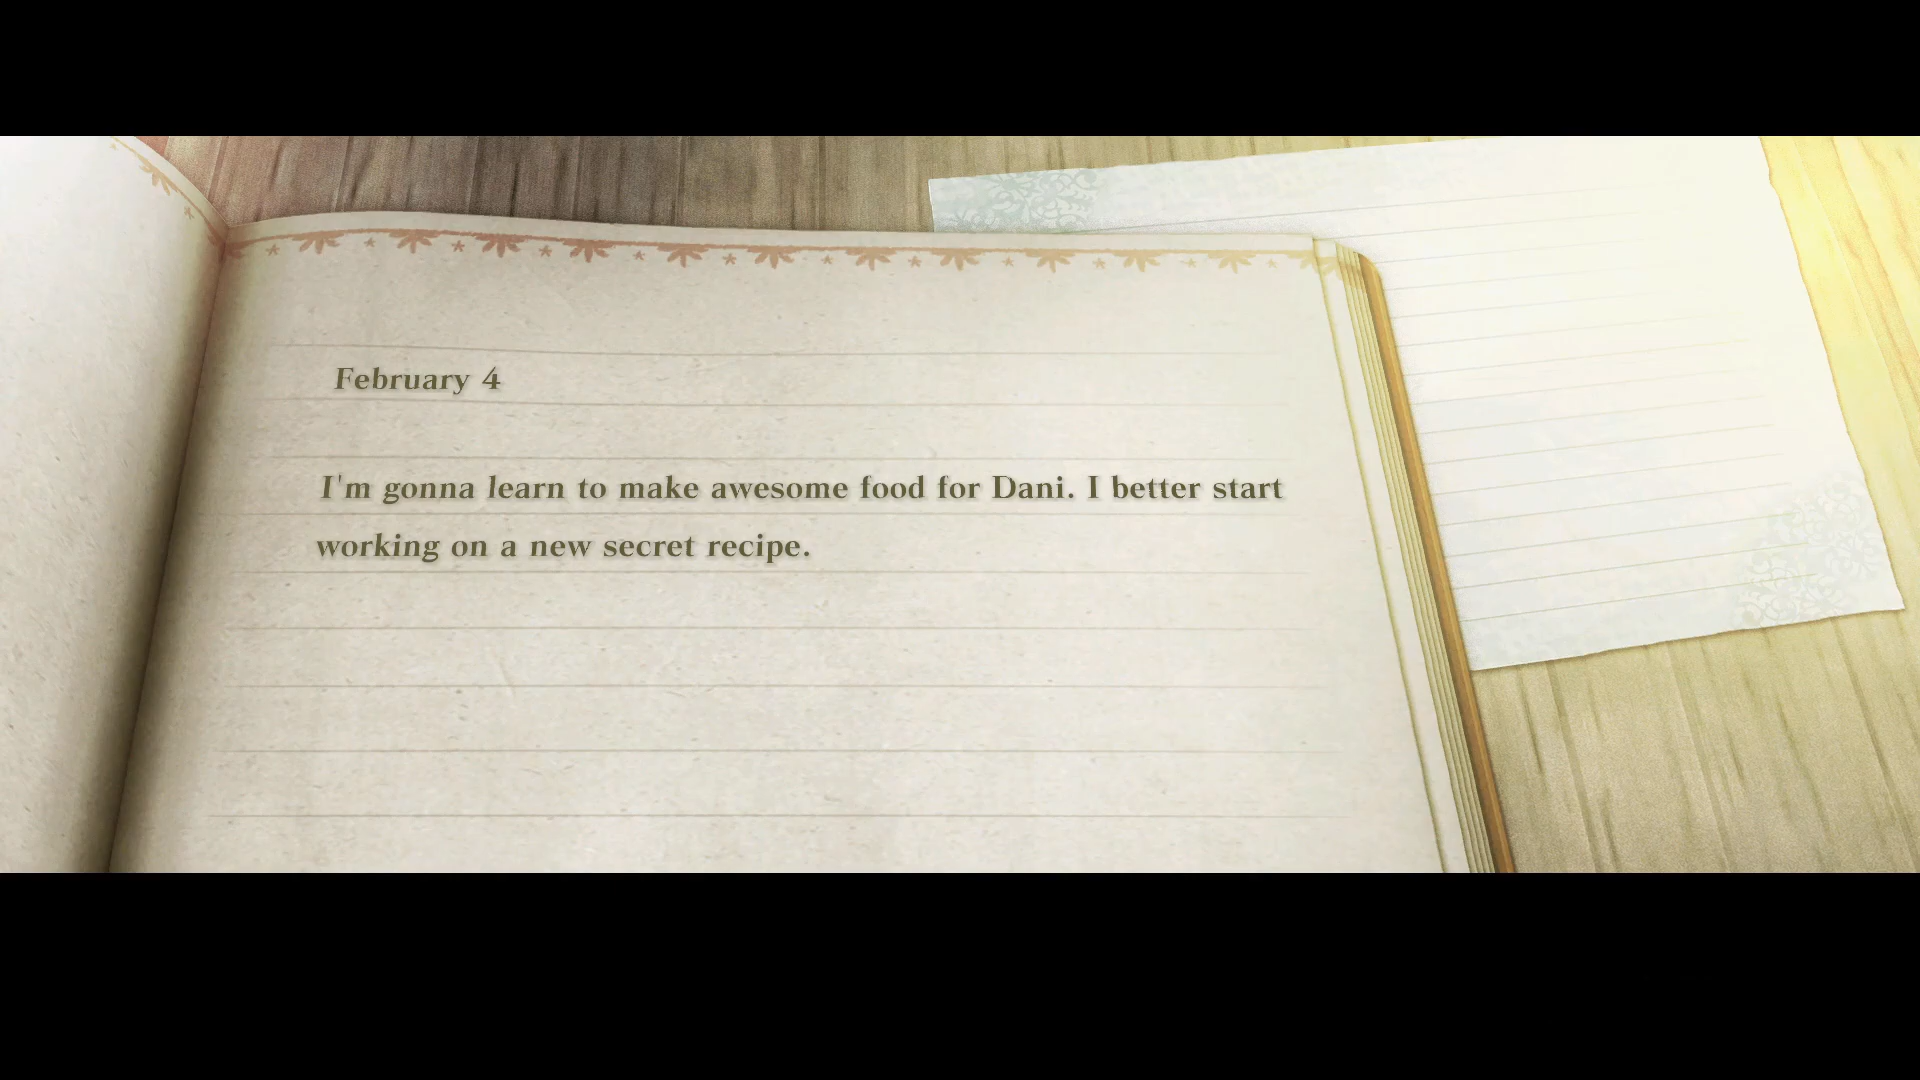 February 4
I'm gonna learn to make awesome food for Dani. I better start
working on a new secret recipe.